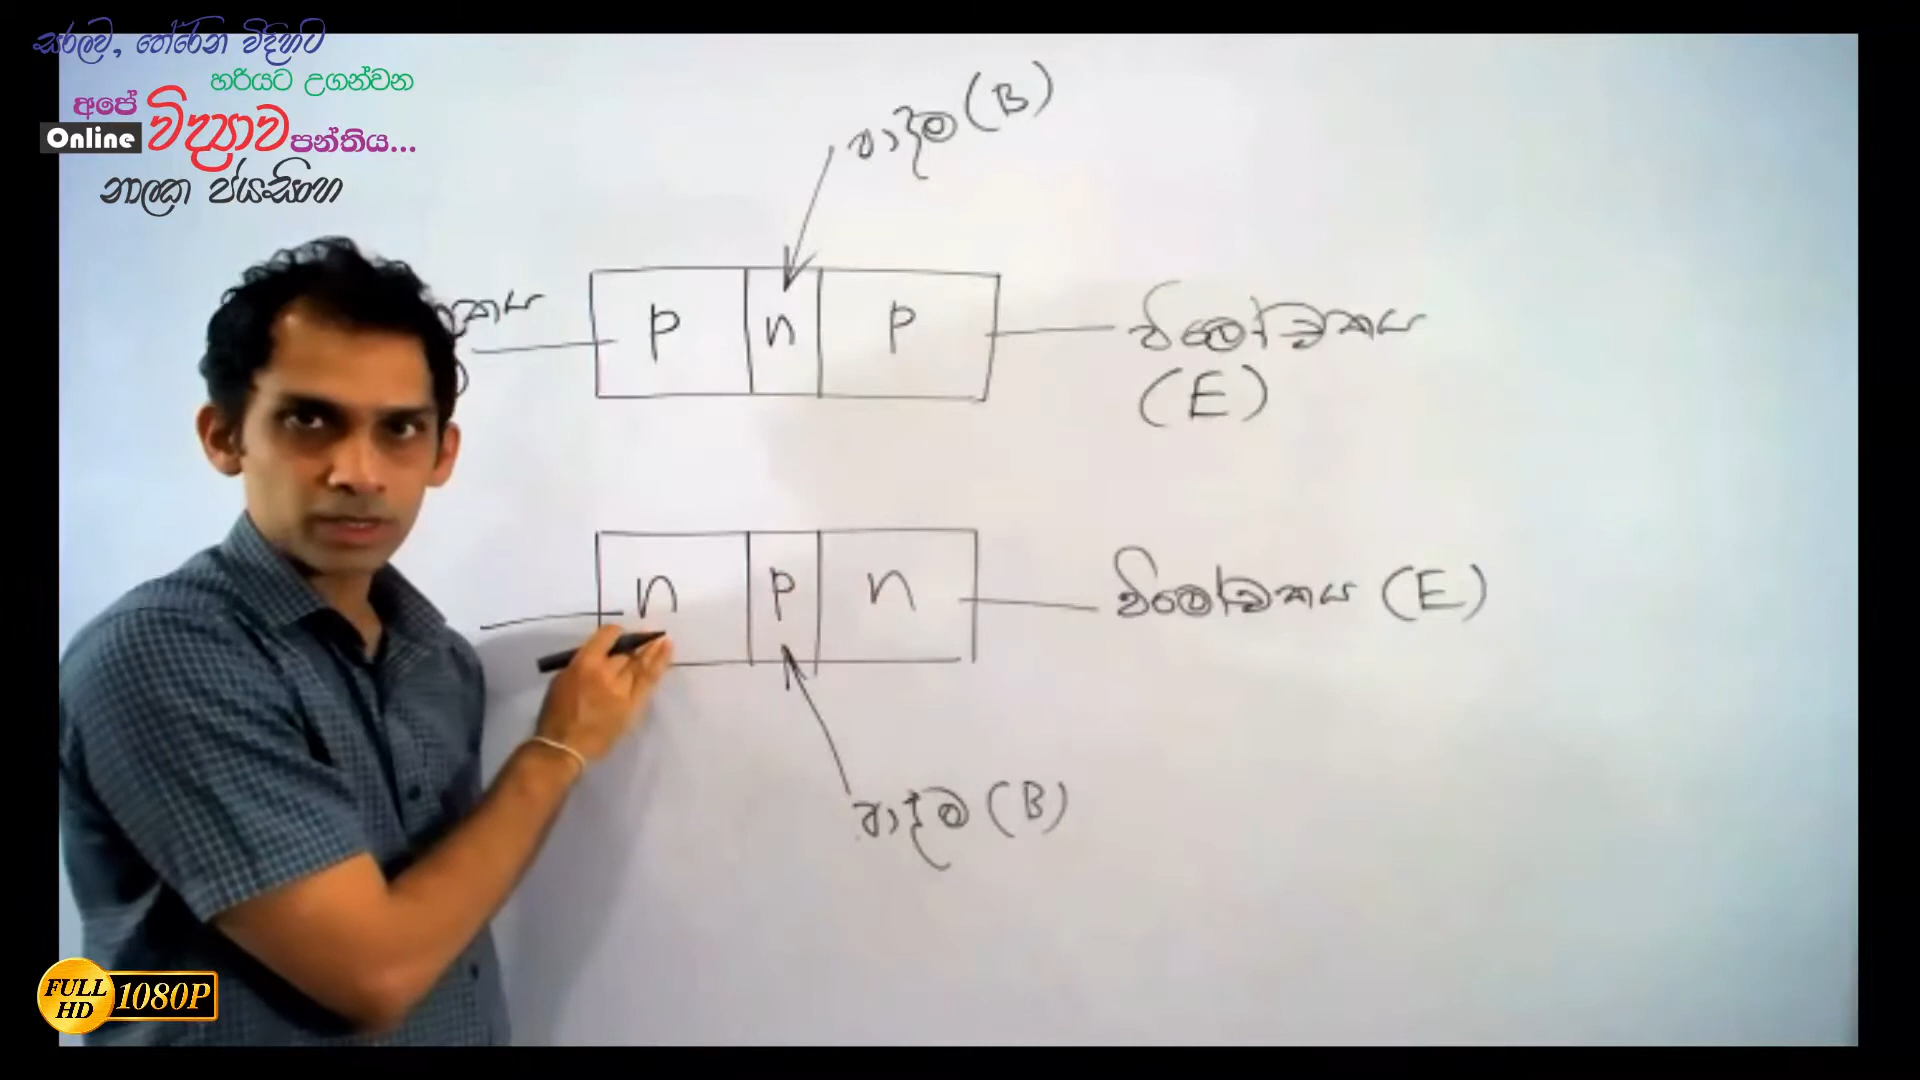 සරලව, තේරෙන විදිහට
හරියට උගන්වන
අපේ
Online විද්‍යාව පන්තිය...
නාලක ජයසිංහ
පාදම (B)
p n p
විමෝචකය
(E)
n p n
විමෝචකය (E)
පාදම (B)
FULL HD 1080P